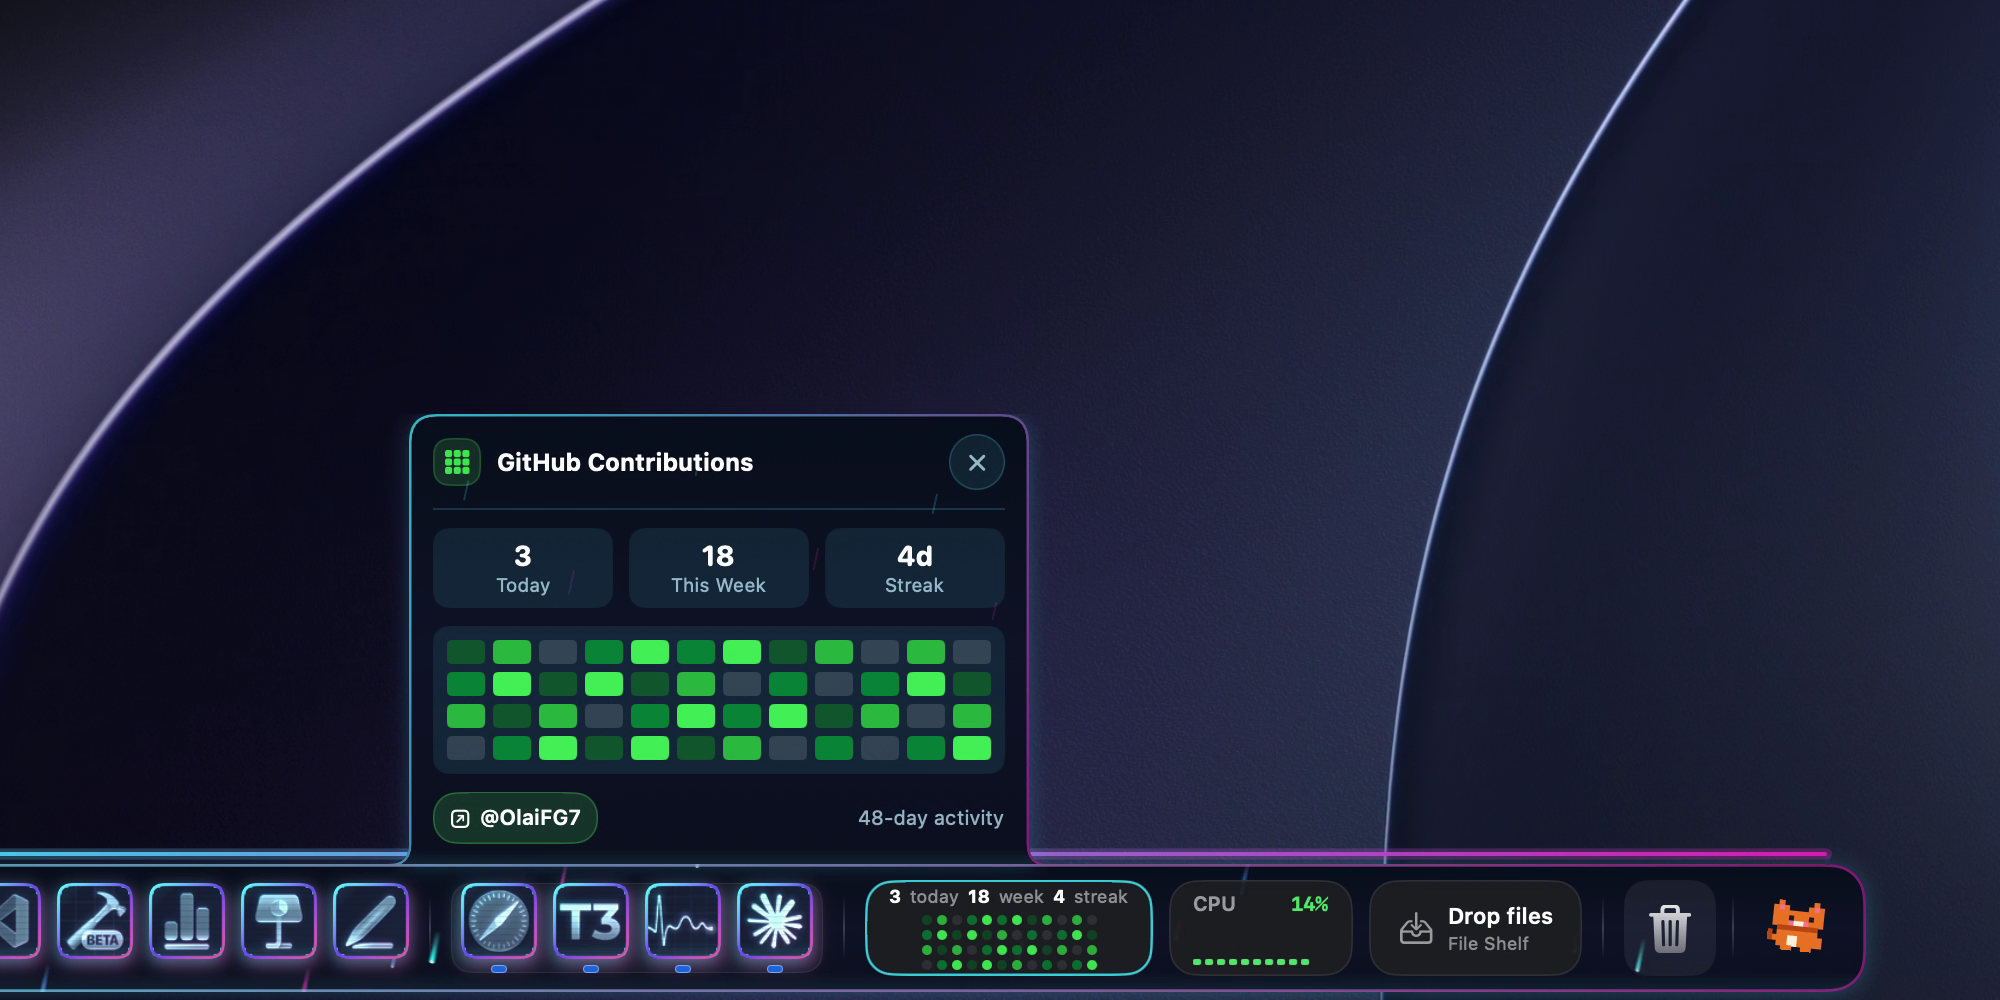 GitHub Contributions
3
Today
18
This Week
4d
Streak
@OlaiFG7
48-day activity
BETA
T3
3 today 18 week 4 streak
CPU 14%
Drop files
File Shelf